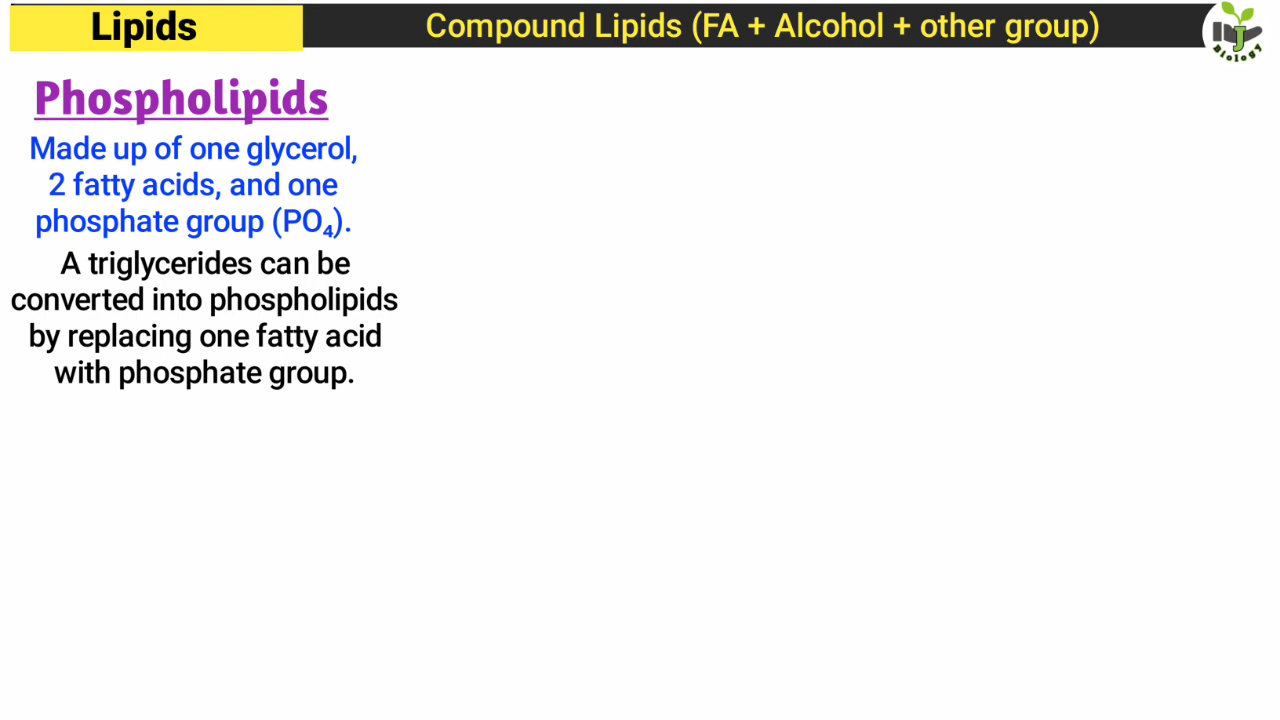 Lipids
Compound Lipids (FA + Alcohol + other group)
J
Biology
Phospholipids
Made up of one glycerol,
2 fatty acids, and one
phosphate group (PO₄).
A triglycerides can be
converted into phospholipids
by replacing one fatty acid
with phosphate group.